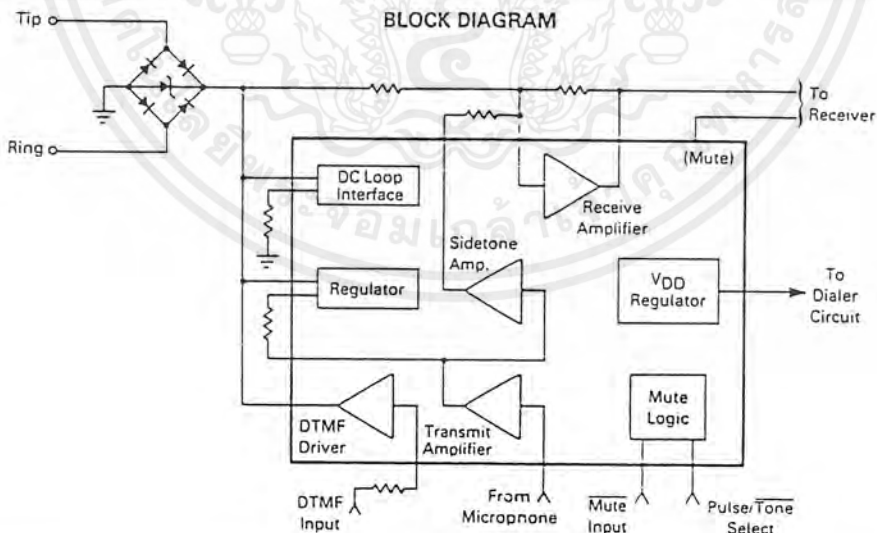 BLOCK DIAGRAM
Tip
Ring
To
Receiver
(Mute)
DC Loop
Interface
Receive
Amplifier
Sidetone
Amp.
Regulator
VDD
Regulator
To
Dialer
Circuit
DTMF
Driver
Transmit
Amplifier
Mute
Logic
DTMF
Input
From
Microphone
Mute
Input
Pulse/Tone
Select